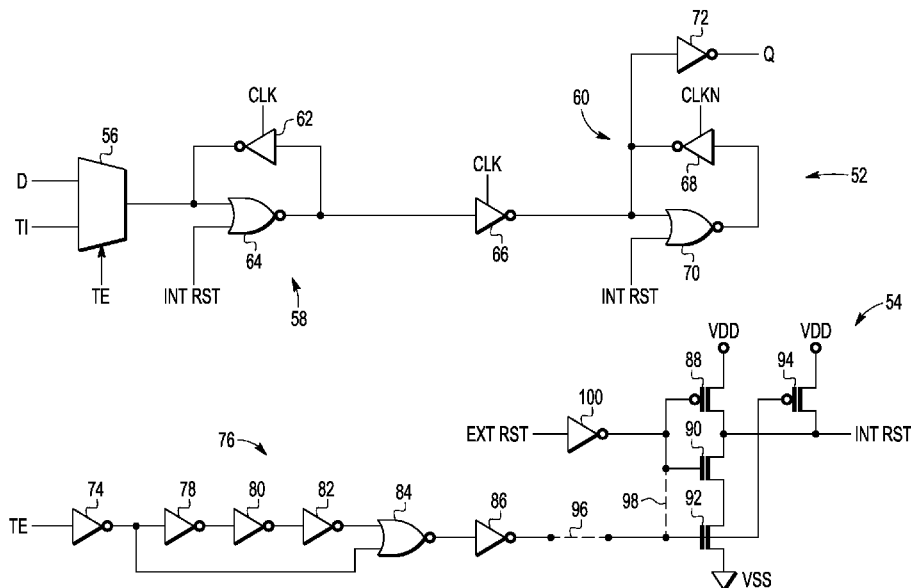 72
Q
60
CLK
CLKN
62
56
68
52
D
CLK
TI
64
66
70
TE
INT RST
58
INT RST
54
VDD
VDD
88
94
100
EXT RST
INT RST
76
90
98
92
74
78
80
82
84
86
96
TE
VSS